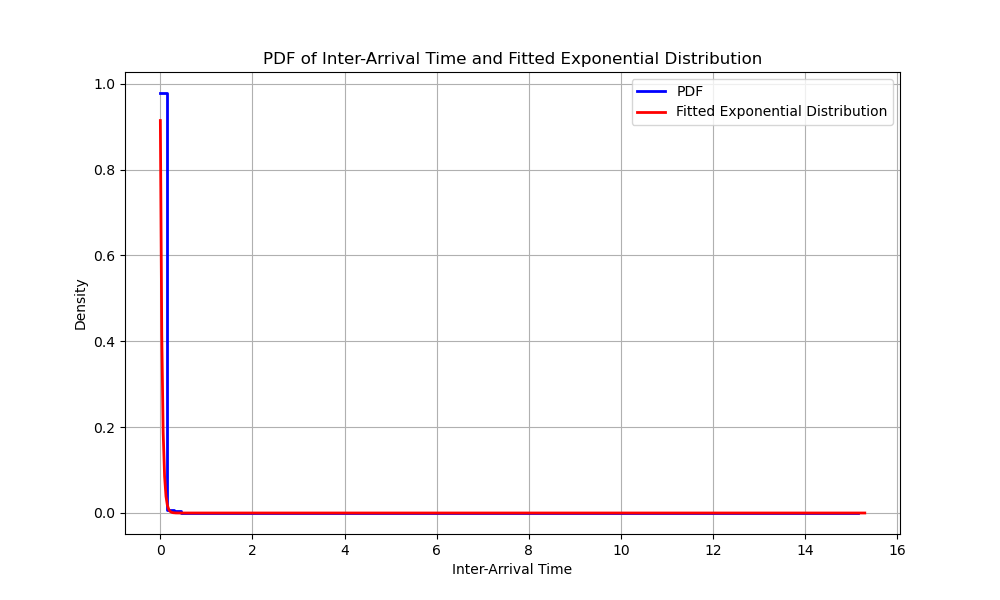 PDF of Inter-Arrival Time and Fitted Exponential Distribution
PDF
Fitted Exponential Distribution
1.0
0.8
0.6
0.4
0.2
0.0
Density
0 2 4 6 8 10 12 14 16
Inter-Arrival Time